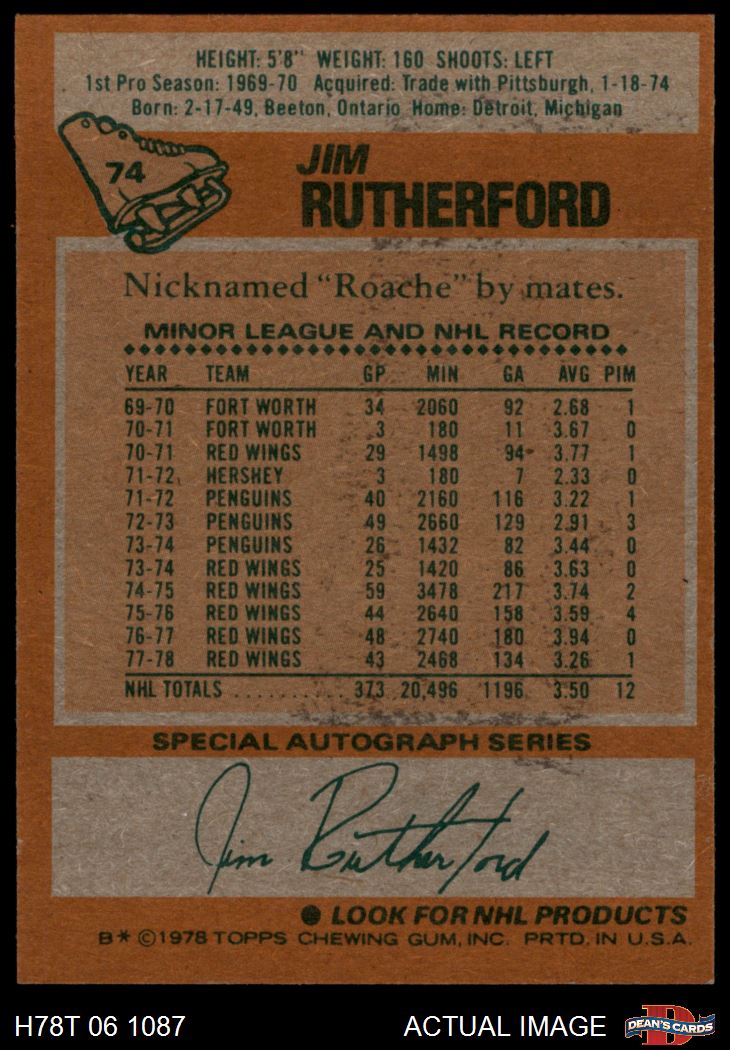 HEIGHT: 5'8" WEIGHT: 160 SHOOTS: LEFT
1st Pro Season: 1969-70 Acquired: Trade with Pittsburgh, 1-18-74
Born: 2-17-49, Beeton, Ontario Home: Detroit, Michigan
74
JIM
RUTHERFORD
Nicknamed "Roache" by mates.
MINOR LEAGUE AND NHL RECORD
YEAR TEAM GP MIN GA AVG PIM
69-70 FORT WORTH 34 2060 92 2.68 1
70-71 FORT WORTH 3 180 11 3.67 0
70-71 RED WINGS 29 1498 94 3.77 1
71-72 HERSHEY 3 180 7 2.33 0
71-72 PENGUINS 40 2160 116 3.22 1
72-73 PENGUINS 49 2660 129 2.91 3
73-74 PENGUINS 26 1432 82 3.44 0
73-74 RED WINGS 25 1420 86 3.63 0
74-75 RED WINGS 59 3478 217 3.74 2
75-76 RED WINGS 44 2640 158 3.59 4
76-77 RED WINGS 48 2740 180 3.94 0
77-78 RED WINGS 43 2468 134 3.26 1
NHL TOTALS .......... 373 20,496 1196 3.50 12
SPECIAL AUTOGRAPH SERIES
Jim Rutherford
● LOOK FOR NHL PRODUCTS
B* ©1978 TOPPS CHEWING GUM, INC. PRTD. IN U.S.A.
H78T 06 1087 ACTUAL IMAGE D DEAN'S CARDS